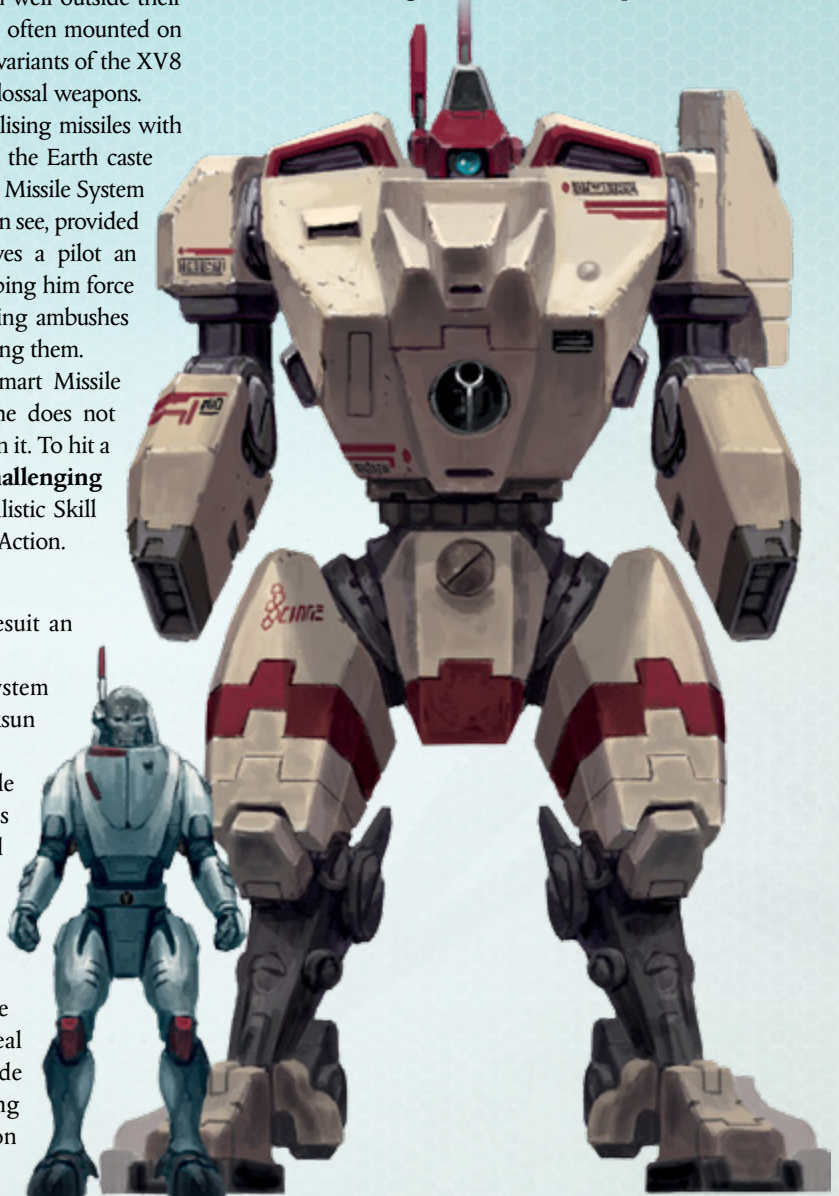 well outside their
often mounted on
variants of the XV8
lossal weapons.
lising missiles with
the Earth caste
Missile System
n see, provided
ves a pilot an
ping him force
ing ambushes
ng them.
mart Missile
he does not
n it. To hit a
hallenging
listic Skill
Action.
esuit an
ystem
sun
le
s
l
e
eal
de
ng
on